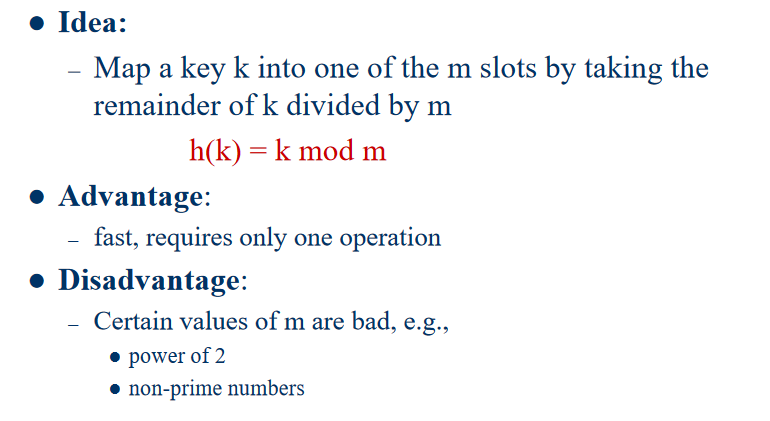 ● Idea:
– Map a key k into one of the m slots by taking the
remainder of k divided by m
h(k) = k mod m
● Advantage:
– fast, requires only one operation
● Disadvantage:
– Certain values of m are bad, e.g.,
● power of 2
● non-prime numbers